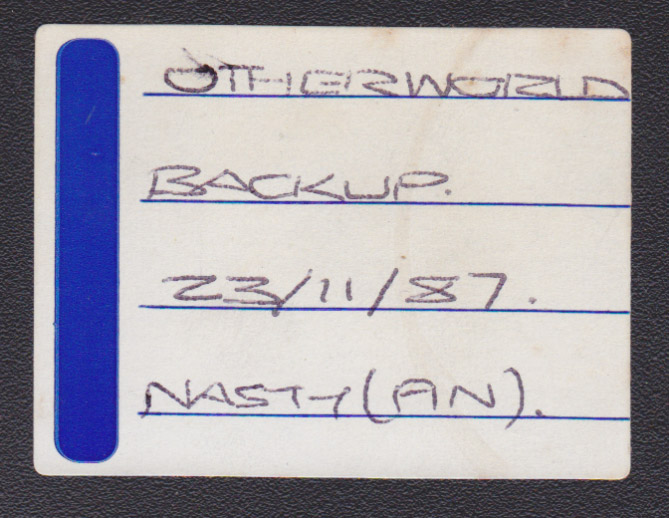 OTHERWORLD
BACKUP.
23/11/87.
NASTY(AN).